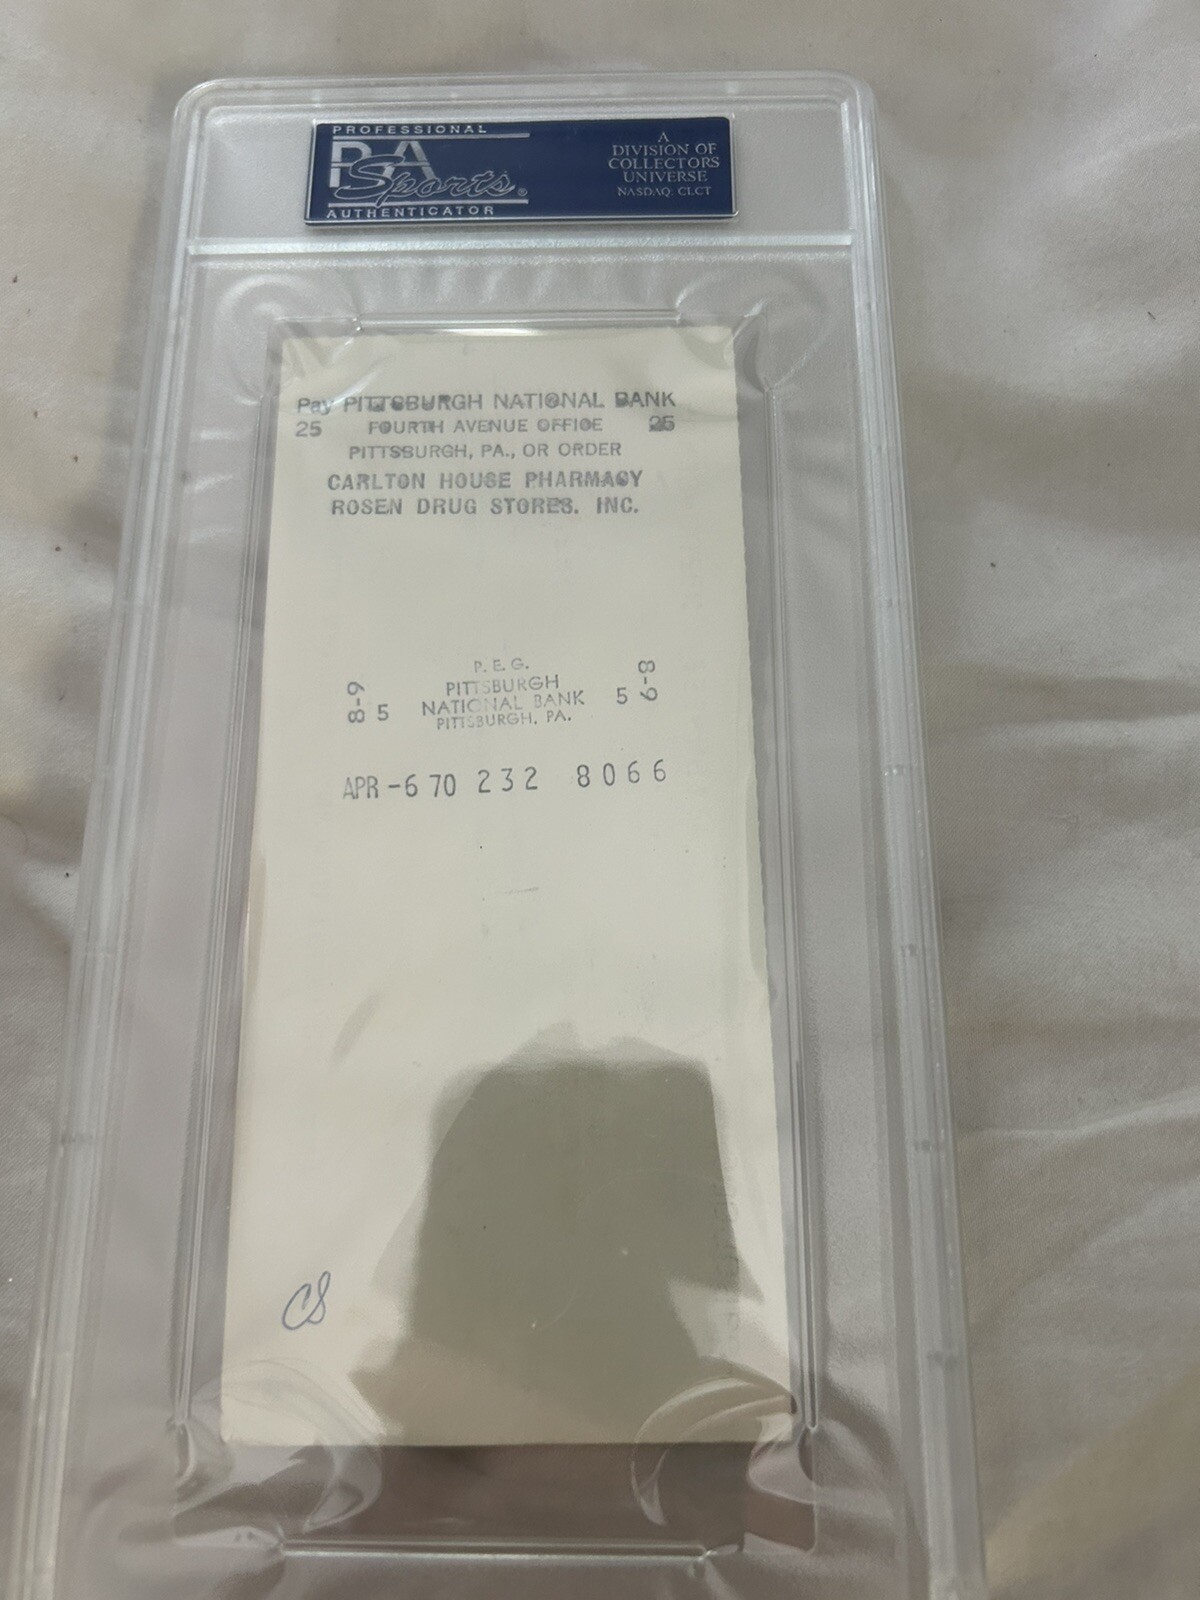 PROFESSIONAL
PSA
Sports®
AUTHENTICATOR
A
DIVISION OF
COLLECTORS
UNIVERSE
NASDAQ: CLCT
Pay PITTSBURGH NATIONAL BANK
25 FOURTH AVENUE OFFICE 25
PITTSBURGH, PA., OR ORDER
CARLTON HOUSE PHARMACY
ROSEN DRUG STORES, INC.
P. E. G.
PITTSBURGH
8-9 5 NATIONAL BANK 5 8-9
PITTSBURGH, PA.
APR -6 70 232 8066
CS